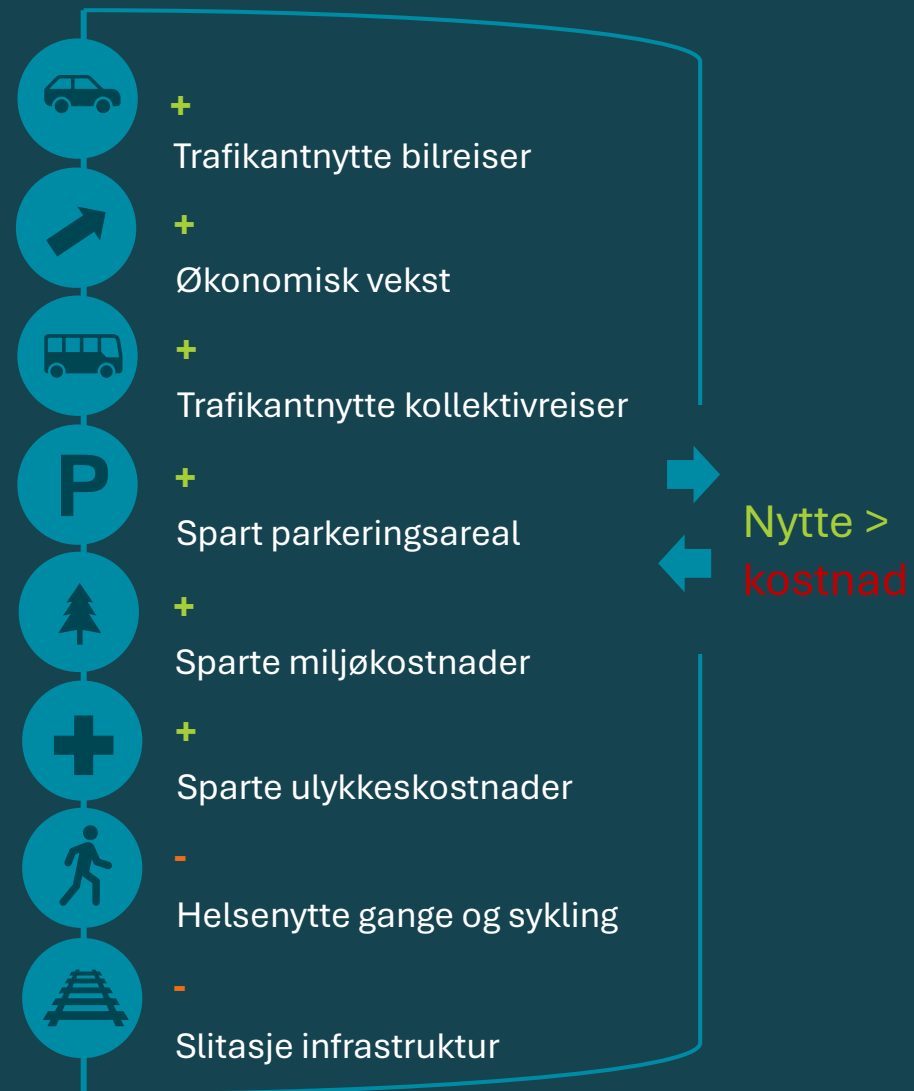 +
Trafikantnytte bilreiser
+
Økonomisk vekst
+
Trafikantnytte kollektivreiser
P
+
Spart parkeringsareal
+
Sparte miljøkostnader
+
Sparte ulykkeskostnader
-
Helsenytte gange og sykling
-
Slitasje infrastruktur
Nytte >
kostnad